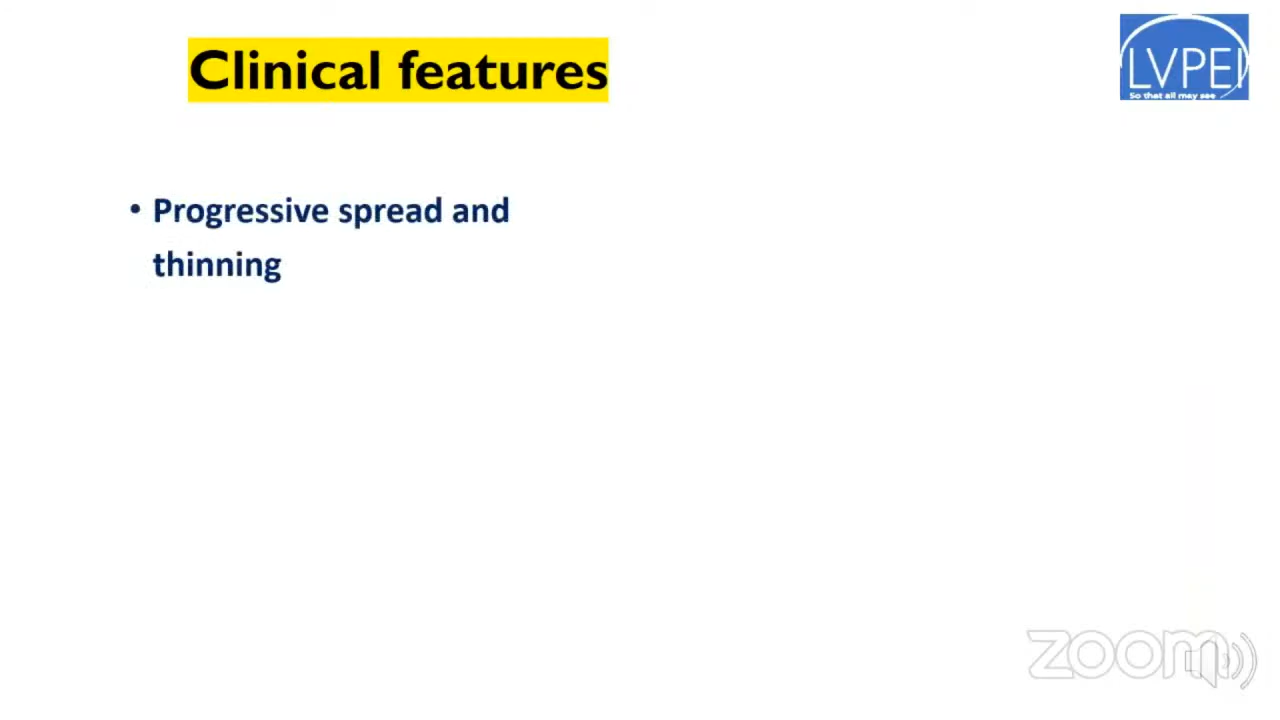 Clinical features
LVPEI
So that all may see
• Progressive spread and
thinning
zoom